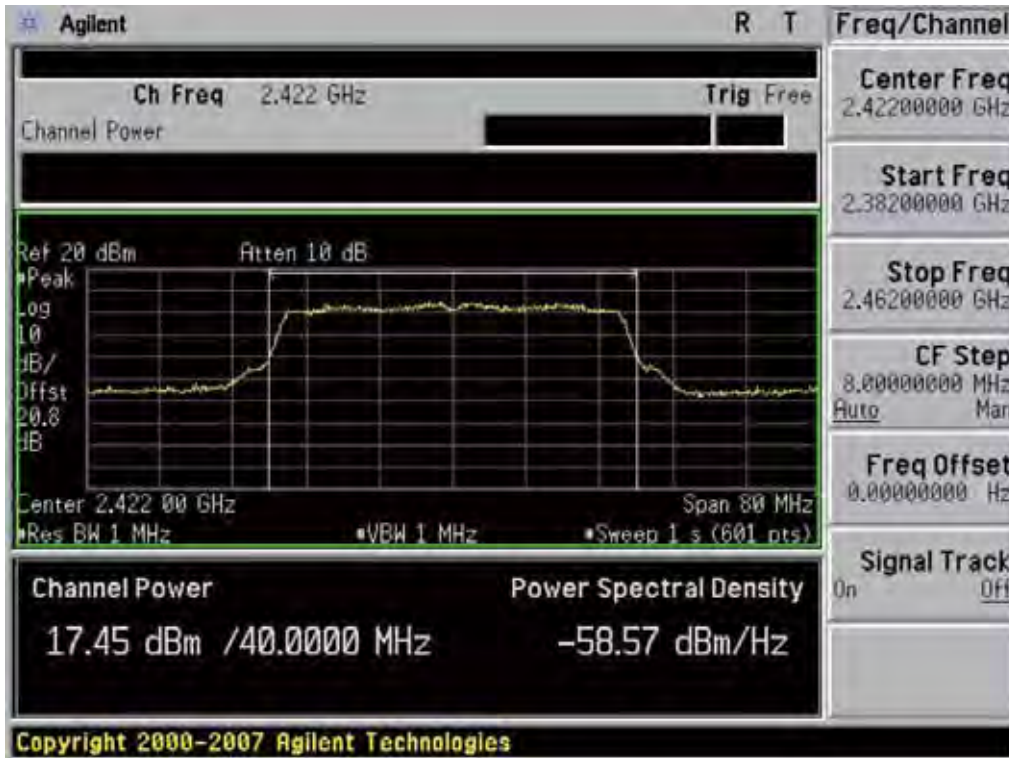 Agilent R T
Ch Freq 2.422 GHz Trig Free
Channel Power
Ref 20 dBm Atten 10 dB
Peak
Log
10
dB/
Offst
20.8
dB
Center 2.422 00 GHz Span 80 MHz
Res BW 1 MHz VBW 1 MHz Sweep 1 s (601 pts)
Channel Power Power Spectral Density
17.45 dBm /40.0000 MHz -58.57 dBm/Hz
Copyright 2000-2007 Agilent Technologies
Freq/Channel
Center Freq
2.42200000 GHz
Start Freq
2.38200000 GHz
Stop Freq
2.46200000 GHz
CF Step
8.00000000 MHz
Auto Man
Freq Offset
0.00000000 Hz
Signal Track
On Off